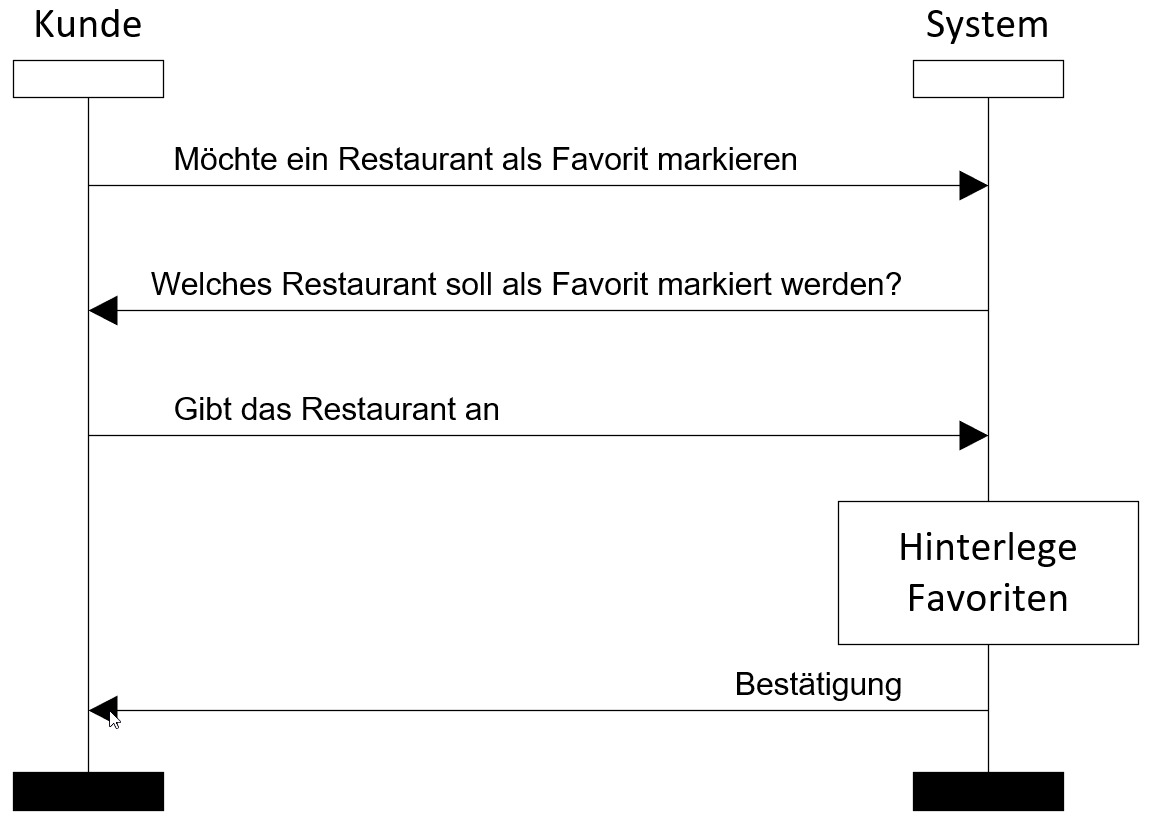 Kunde
System
Möchte ein Restaurant als Favorit markieren
Welches Restaurant soll als Favorit markiert werden?
Gibt das Restaurant an
Hinterlege
Favoriten
Bestätigung